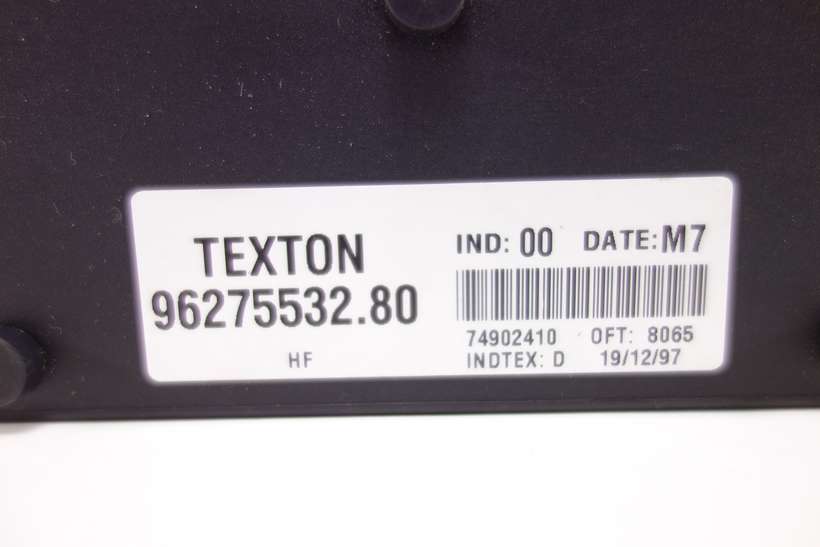 TEXTON
96275532.80
HF
IND: 00 DATE: M7
74902410 OFT: 8065
INDTEX: D 19/12/97